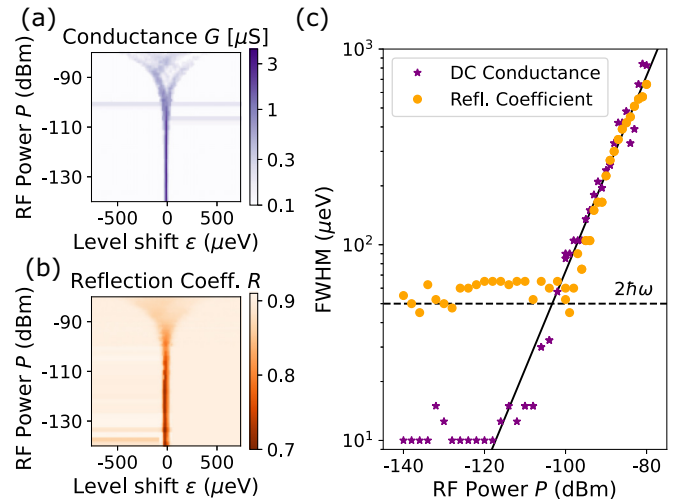 (a)
Conductance G [μS]
RF Power P (dBm)
-80
-110
-130
-500
0
500
3
1
0.3
0.1
Level shift ε (μeV)
(b)
Reflection Coeff. R
RF Power P (dBm)
-80
-110
-130
-500
0
500
0.9
0.8
0.7
Level shift ε (μeV)
(c)
FWHM (μeV)
10³
10²
10¹
DC Conductance
Refl. Coefficient
2ħω
-140
-120
-100
-80
RF Power P (dBm)